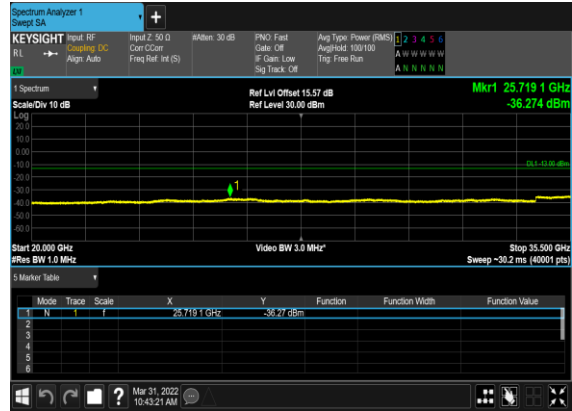 Spectrum Analyzer 1
Swept SA
+
KEYSIGHT Input: RF Input Z: 50 Ω #Atten: 30 dB PNO: Fast Avg Type: Power (RMS) 1 2 3 4 5 6
RL Coupling: DC Corr CCorr Gate: Off Avg|Hold: 100/100 A W W W W W
Align: Auto Freq Ref: Int (S) IF Gain: Low Trig: Free Run
Sig Track: Off A N N N N N
1 Spectrum Ref Lvl Offset 15.57 dB Mkr1 25.719 1 GHz
Scale/Div 10 dB Ref Level 30.00 dBm -36.274 dBm
Log
20.0
10.0
0.00
-10.0 DL1 -13.00 dBm
-20.0
-30.0 1
-40.0
-50.0
-60.0
Start 20.000 GHz Video BW 3.0 MHz* Stop 35.500 GHz
#Res BW 1.0 MHz Sweep ~30.2 ms (40001 pts)
5 Marker Table
Mode Trace Scale X Y Function Function Width Function Value
1 N 1 f 25.719 1 GHz -36.27 dBm
2
3
4
5
6
? Mar 31, 2022
10:43:21 AM